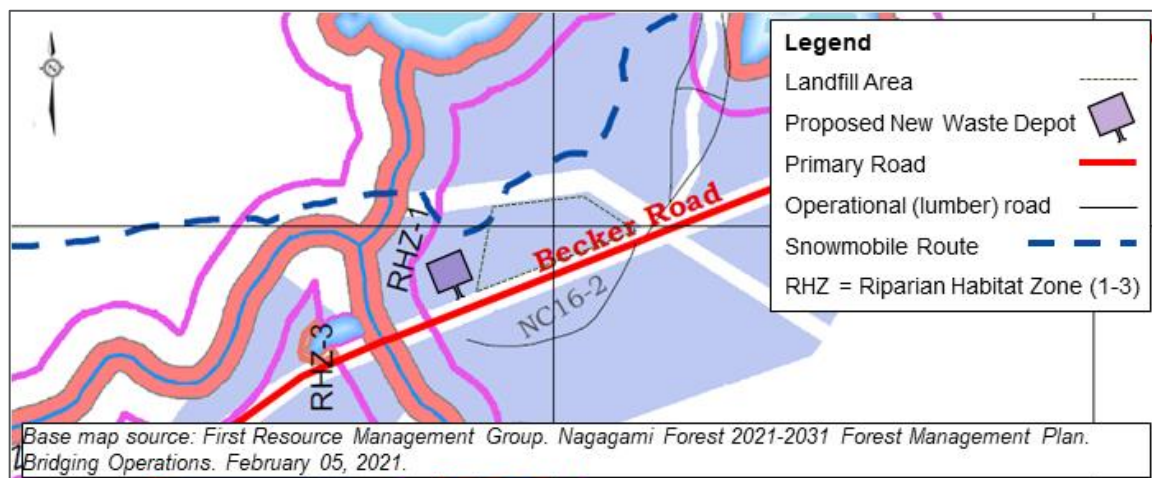 Legend
Landfill Area
Proposed New Waste Depot
Primary Road
Operational (lumber) road
Snowmobile Route
RHZ = Riparian Habitat Zone (1-3)
RHZ-1
Becker Road
NC16-2
RHZ-3
Base map source: First Resource Management Group. Nagagami Forest 2021-2031 Forest Management Plan.
Bridging Operations. February 05, 2021.